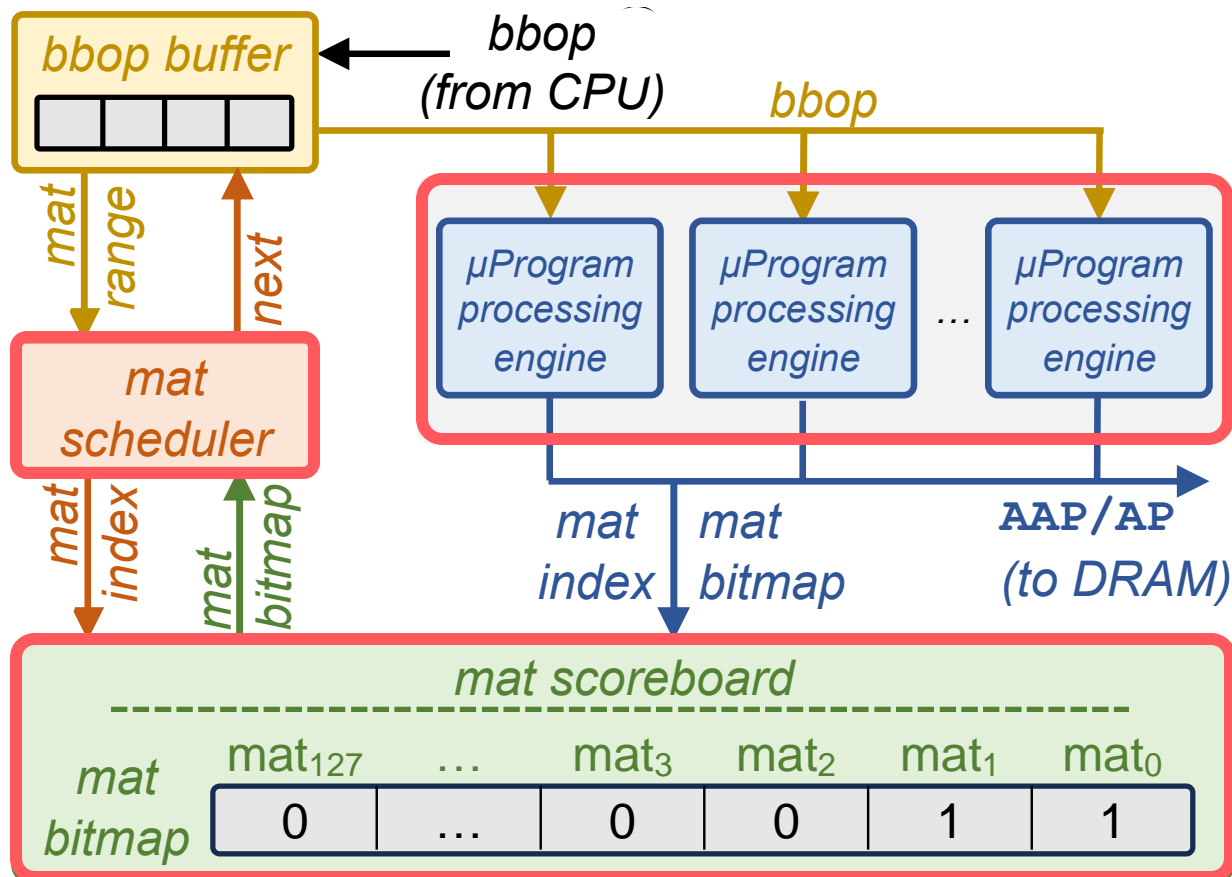 bbop buffer
bbop
(from CPU)
bbop
mat
range
next
µProgram
processing
engine
µProgram
processing
engine
...
µProgram
processing
engine
mat
scheduler
mat
index
mat
bitmap
mat
index
mat
bitmap
AAP/AP
(to DRAM)
mat scoreboard
mat
bitmap
mat₁₂₇ ... mat₃ mat₂ mat₁ mat₀
0 ... 0 0 1 1